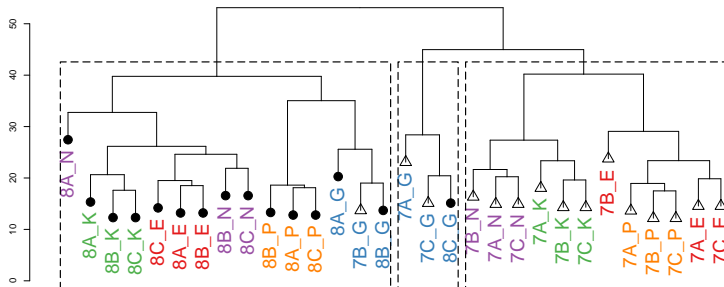 50
40
30
20
10
0
8A_N
8A_K
8B_K
8C_K
8C_E
8A_E
8B_E
8B_N
8C_N
8B_P
8A_P
8C_P
8A_G
7B_G
8B_G
7A_G
7C_G
8C_G
7B_N
7A_N
7C_N
7A_K
7B_K
7C_K
7B_E
7A_P
7B_P
7C_P
7A_E
7C_E